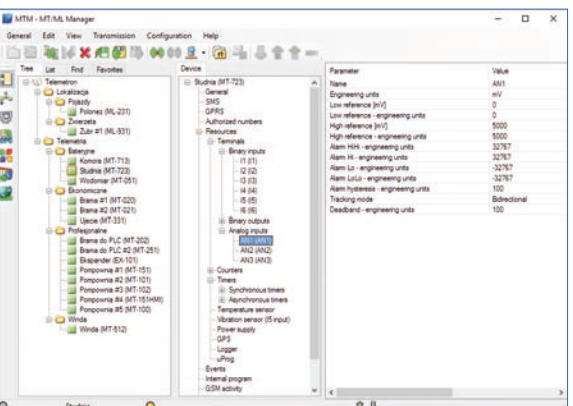 MTM - MT/ML Manager
General Edit View Transmission Configuration Help
Tree List Find Favorites
Telemetron
Lokalizacja
Pojazdy
Polonez (ML-231)
Zwierzeta
Zubr #1 (ML-931)
Telemetria
Bateryjne
Komora (MT-713)
Studnia (MT-723)
Wodomiar (MT-051)
Ekonomiczne
Brama #1 (MT-020)
Brama #2 (MT-021)
Ujecie (MT-331)
Profesjonalne
Brama do PLC (MT-202)
Brama do PLC #2 (MT-251)
Ekspander (EX-101)
Pompownia #1 (MT-151)
Pompownia #2 (MT-101)
Pompownia #3 (MT-102)
Pompownia #4 (MT-151HMI)
Pompownia #5 (MT-100)
Winda
Winda (MT-512)
Device
Studnia (MT-723)
General
SMS
GPRS
Authorized numbers
Resources
Terminals
Binary inputs
I1 (I1)
I2 (I2)
I3 (I3)
I4 (I4)
I5 (I5)
I6 (I6)
Binary outputs
Analog inputs
AN1 (AN1)
AN2 (AN2)
AN3 (AN3)
Counters
Timers
Synchronous timers
Asynchronous timers
Temperature sensor
Vibration sensor (I5 input)
Power supply
GPS
Logger
uProg
Events
Internal program
GSM activity
Parameter Value
Name AN1
Engineering units mV
Low reference [mV] 0
Low reference - engineering units 0
High reference [mV] 5000
High reference - engineering units 5000
Alarm HiHi - engineering units 32767
Alarm Hi - engineering units 32767
Alarm Lo - engineering units -32767
Alarm LoLo - engineering units -32767
Alarm hysteresis - engineering units 100
Tracking mode Bidirectional
Deadband - engineering units 100
Studnia